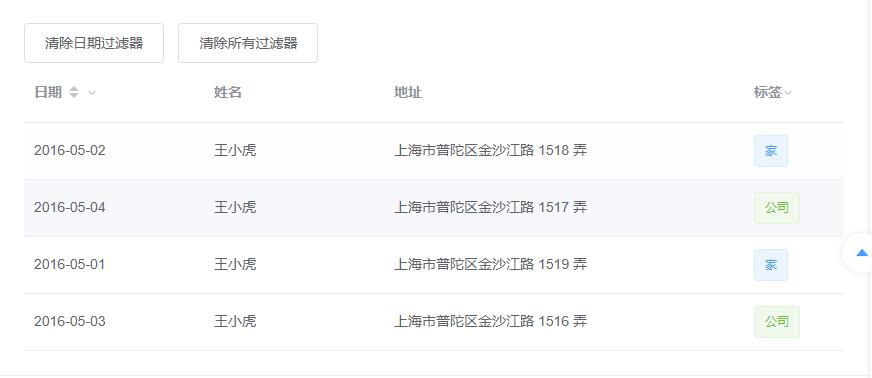 清除日期过滤器 清除所有过滤器
日期 姓名 地址 标签
2016-05-02 王小虎 上海市普陀区金沙江路 1518 弄 家
2016-05-04 王小虎 上海市普陀区金沙江路 1517 弄 公司
2016-05-01 王小虎 上海市普陀区金沙江路 1519 弄 家
2016-05-03 王小虎 上海市普陀区金沙江路 1516 弄 公司